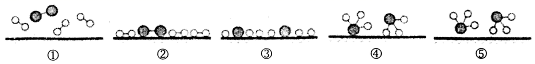 ① ② ③ ④ ⑤